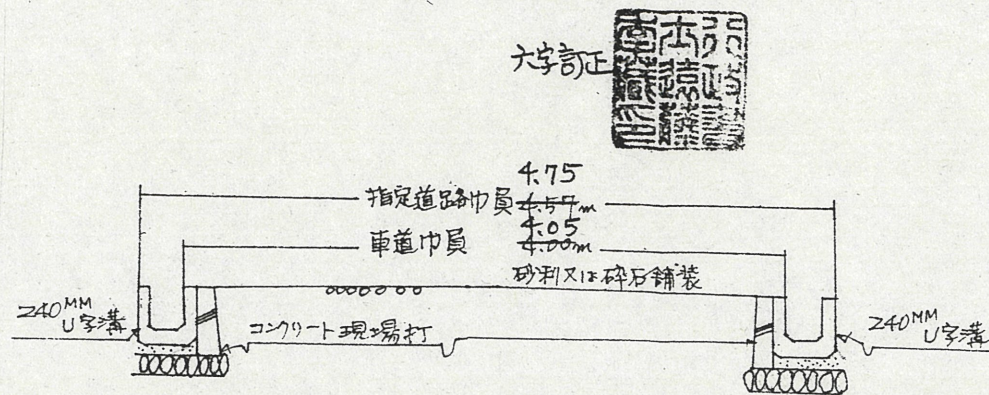 六字訂正
4.75
指定道路巾員 4.57m
4.05
車道巾員 4.00m
砂利又は砕石舗装
240MM
U字溝
コンクリート現場打
240MM
U字溝